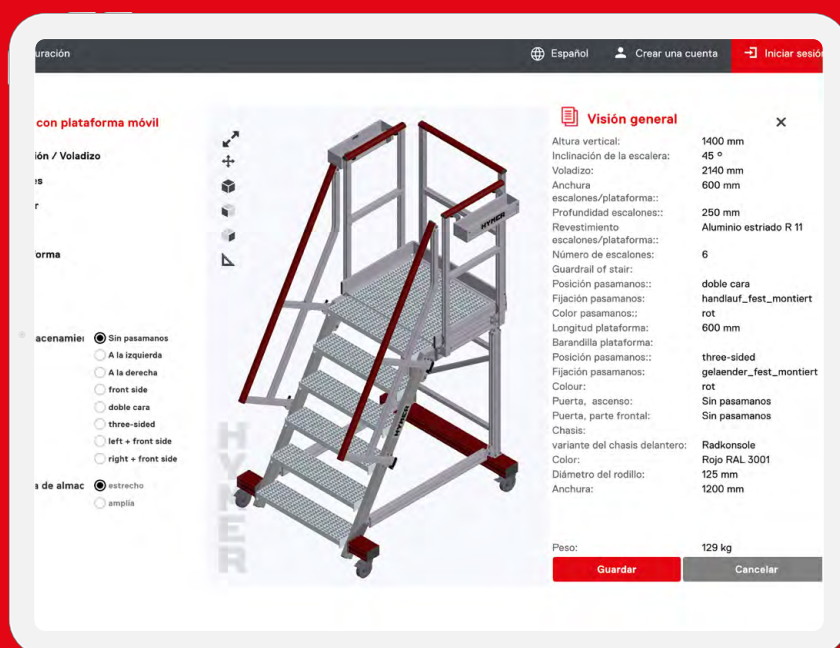 uración
Español
Crear una cuenta
Iniciar sesió
con plataforma móvil
ión / Voladizo
es
r
orma
acenamie
Sin pasamanos
A la izquierda
A la derecha
front side
doble cara
three-sided
left + front side
right + front side
a de almac
estrecho
amplia
HYMER
HYMER
HYMER
Visión general
Altura vertical: 1400 mm
Inclinación de la escalera: 45 º
Voladizo: 2140 mm
Anchura 600 mm
escalones/plataforma::
Profundidad escalones:: 250 mm
Revestimiento Aluminio estriado R 11
escalones/plataforma::
Número de escalones: 6
Guardrail of stair:
Posición pasamanos:: doble cara
Fijación pasamanos: handlauf_fest_montiert
Color pasamanos:: rot
Longitud plataforma: 600 mm
Barandilla plataforma:
Posición pasamanos:: three-sided
Fijación pasamanos: gelaender_fest_montiert
Colour: rot
Puerta, ascenso: Sin pasamanos
Puerta, parte frontal: Sin pasamanos
Chasis:
variante del chasis delantero: Radkonsole
Color: Rojo RAL 3001
Diámetro del rodillo: 125 mm
Anchura: 1200 mm
Peso: 129 kg
Guardar
Cancelar